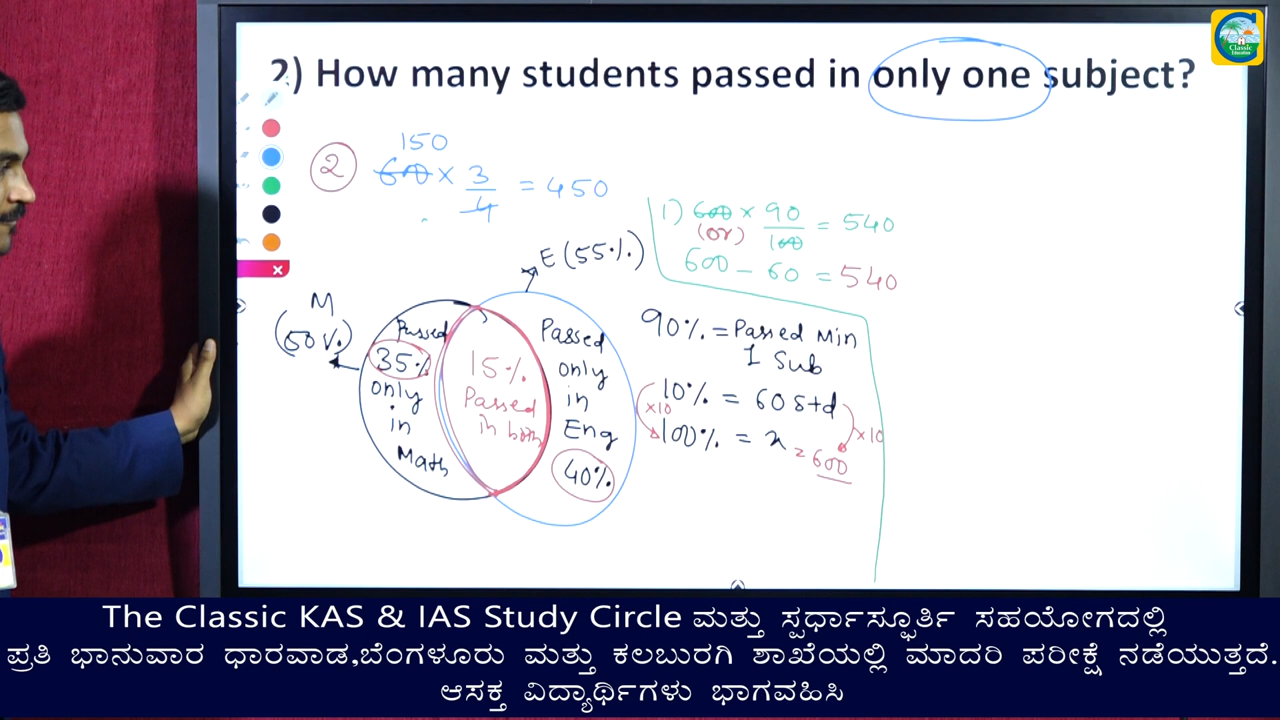 2) How many students passed in only one subject?
Classic
Education
150
2 600 × 3/4 = 450
1) 600 × 90/100 = 540
(or)
600 - 60 = 540
E (55%)
M
(50%)
Passed
35%
only
in
Math
15%
Passed
in both
Passed
only
in
Eng
40%
90% = Passed Min
1 Sub
10% = 60 std
×10
×10
100% = x = 600
The Classic KAS & IAS Study Circle ಮತ್ತು ಸ್ಪರ್ಧಾಸ್ಫೂರ್ತಿ ಸಹಯೋಗದಲ್ಲಿ
ಪ್ರತಿ ಭಾನುವಾರ ಧಾರವಾಡ,ಬೆಂಗಳೂರು ಮತ್ತು ಕಲಬುರಗಿ ಶಾಖೆಯಲ್ಲಿ ಮಾದರಿ ಪರೀಕ್ಷೆ ನಡೆಯುತ್ತದೆ.
ಆಸಕ್ತ ವಿದ್ಯಾರ್ಥಿಗಳು ಭಾಗವಹಿಸಿ